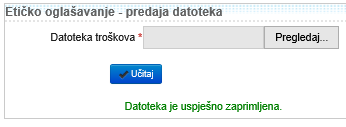 Etičko oglašavanje - predaja datoteka
Datoteka troškova * Pregledaj...
Učitaj
Datoteka je uspješno zaprimljena.